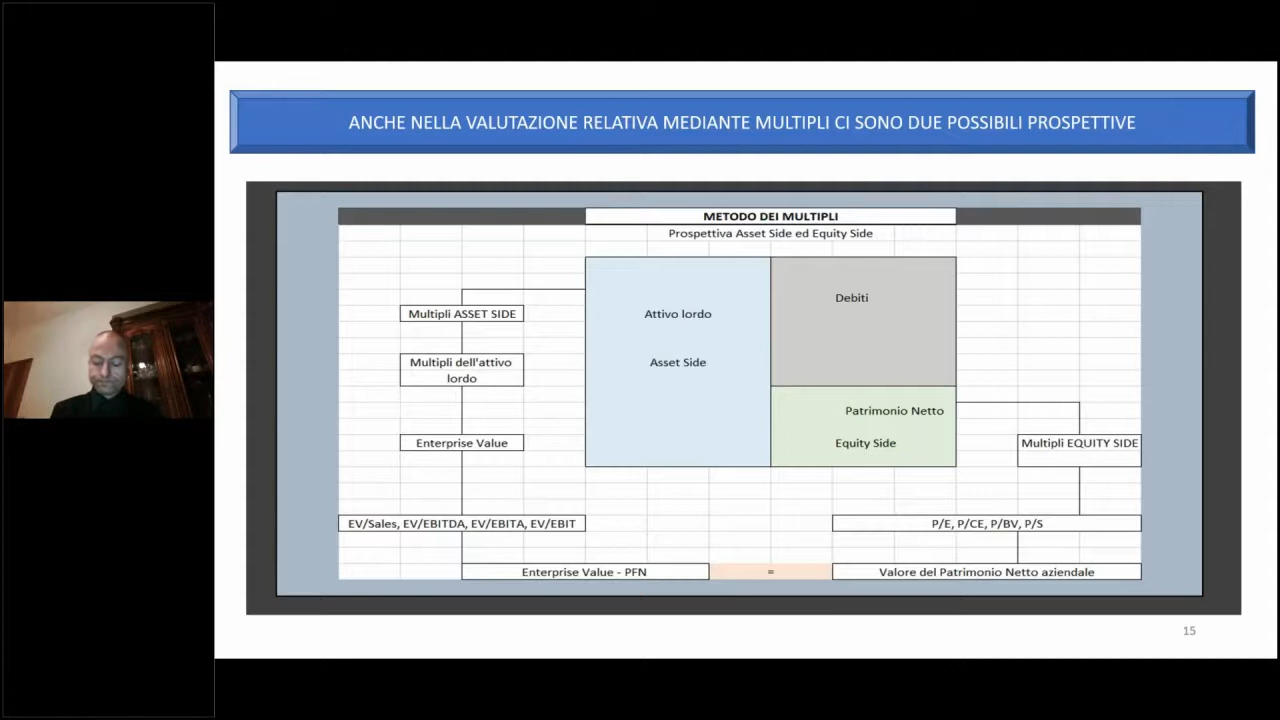 ANCHE NELLA VALUTAZIONE RELATIVA MEDIANTE MULTIPLI CI SONO DUE POSSIBILI PROSPETTIVE
METODO DEI MULTIPLI
Prospettiva Asset Side ed Equity Side
Debiti
Multipli ASSET SIDE
Attivo lordo
Multipli dell'attivo
lordo
Asset Side
Patrimonio Netto
Enterprise Value
Equity Side
Multipli EQUITY SIDE
EV/Sales, EV/EBITDA, EV/EBITA, EV/EBIT
P/E, P/CE, P/BV, P/S
Enterprise Value - PFN
=
Valore del Patrimonio Netto aziendale
15